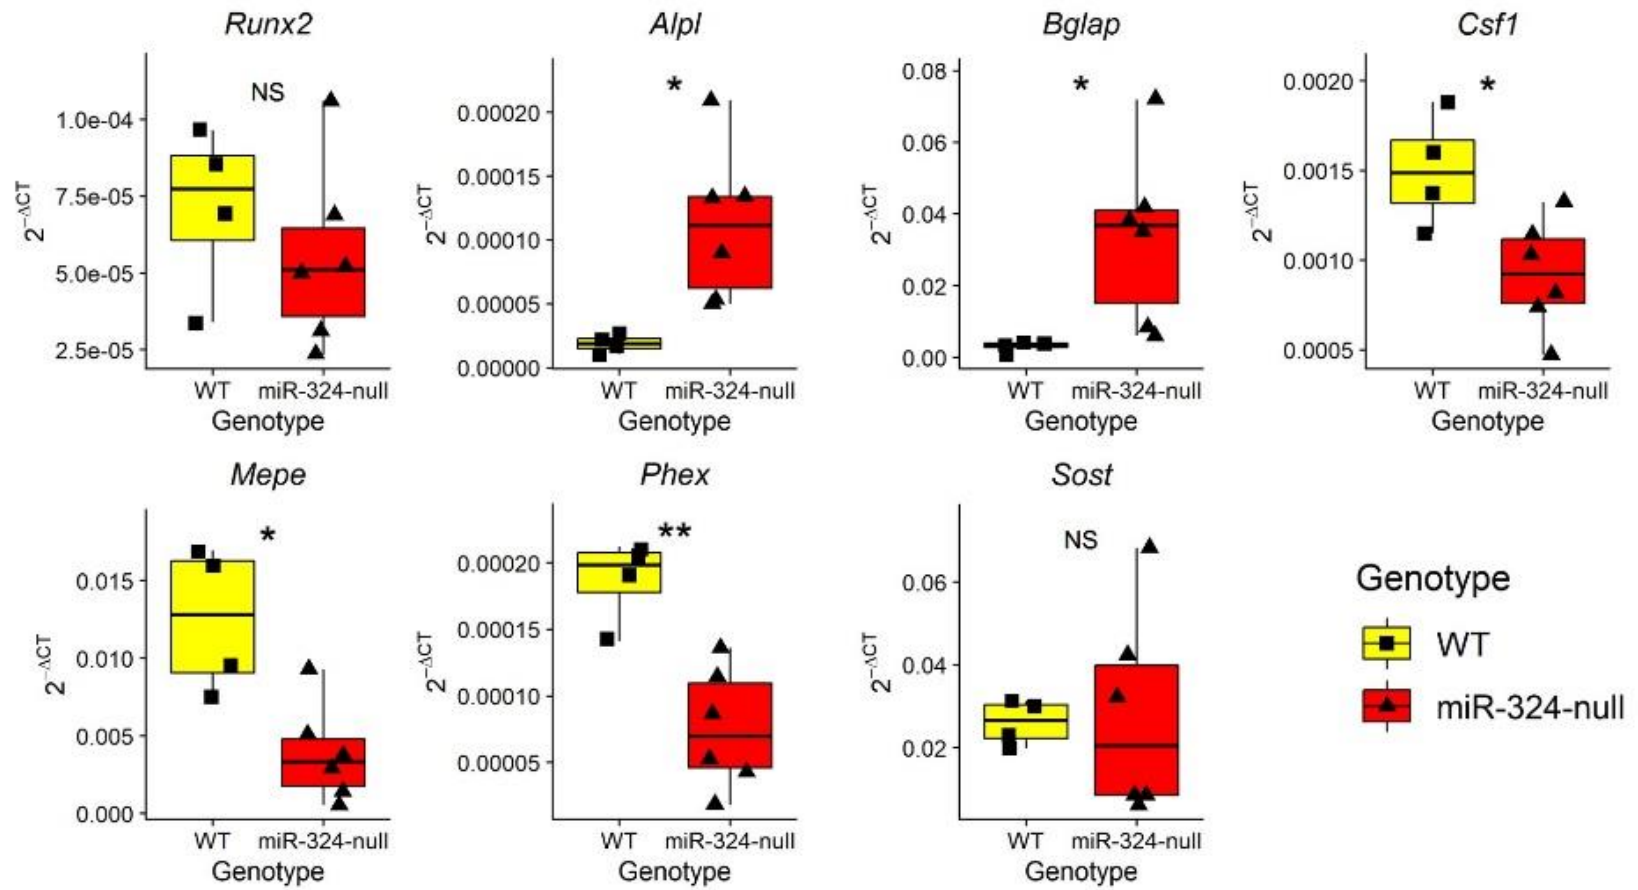 Runx2
NS
1.0e-04
7.5e-05
5.0e-05
2.5e-05
2^−ΔCT
WT miR-324-null
Genotype
Alpl
*
0.00020
0.00015
0.00010
0.00005
0.00000
2^−ΔCT
WT miR-324-null
Genotype
Bglap
*
0.08
0.06
0.04
0.02
0.00
2^−ΔCT
WT miR-324-null
Genotype
Csf1
*
0.0020
0.0015
0.0010
0.0005
2^−ΔCT
WT miR-324-null
Genotype
Mepe
*
0.015
0.010
0.005
0.000
2^−ΔCT
WT miR-324-null
Genotype
Phex
**
0.00020
0.00015
0.00010
0.00005
2^−ΔCT
WT miR-324-null
Genotype
Sost
NS
0.06
0.04
0.02
2^−ΔCT
WT miR-324-null
Genotype
Genotype
WT
miR-324-null